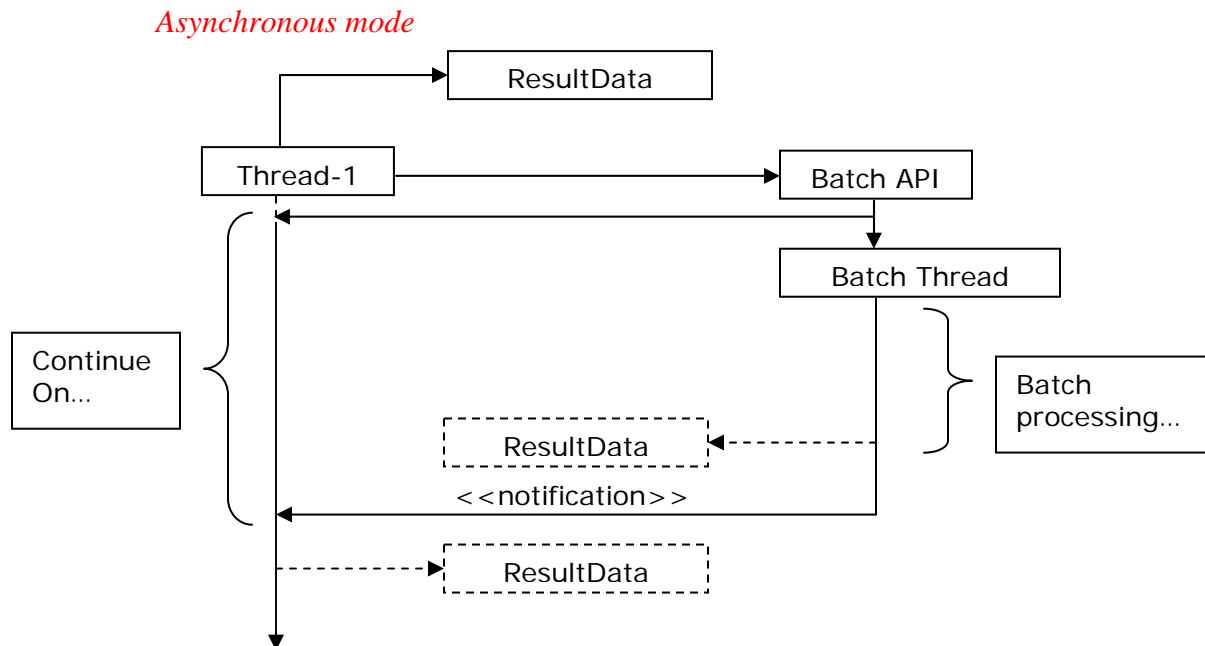 Asynchronous mode
ResultData
Thread-1
Batch API
Batch Thread
Continue
On...
Batch
processing...
ResultData
<<notification>>
ResultData